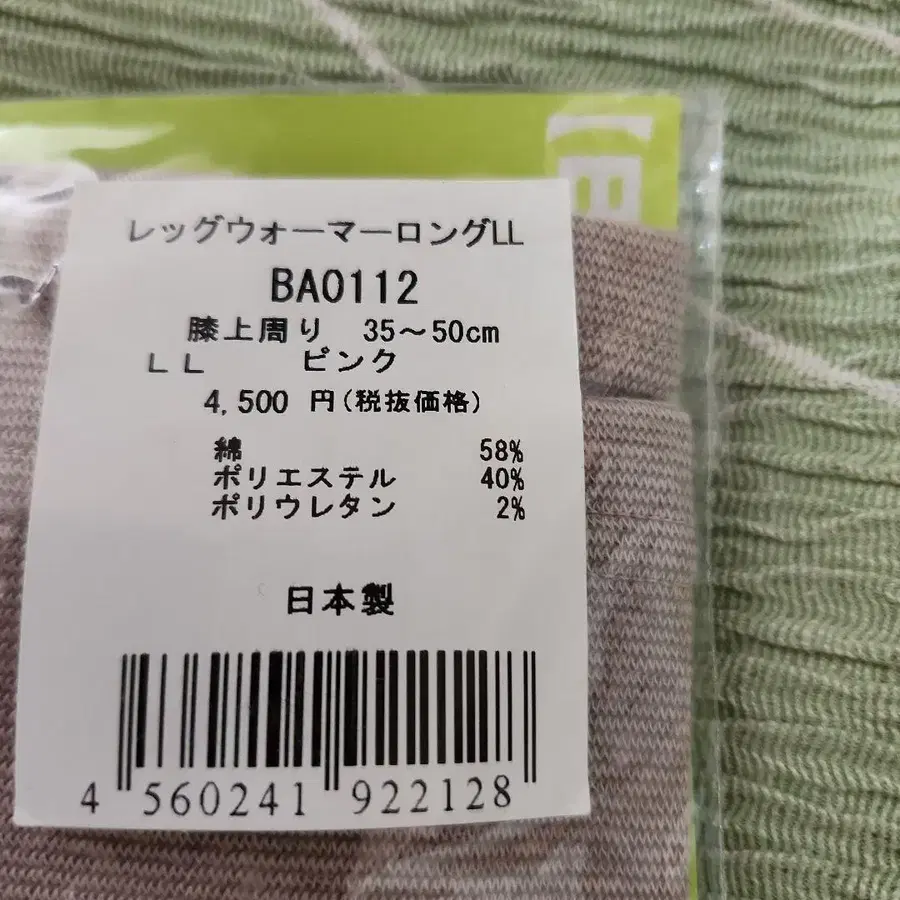 レッグウォーマーロングLL
BA0112
膝上周り 35～50cm
LL ピンク
4,500 円(税抜価格)
綿 58%
ポリエステル 40%
ポリウレタン 2%
日本製
4 560241 922128